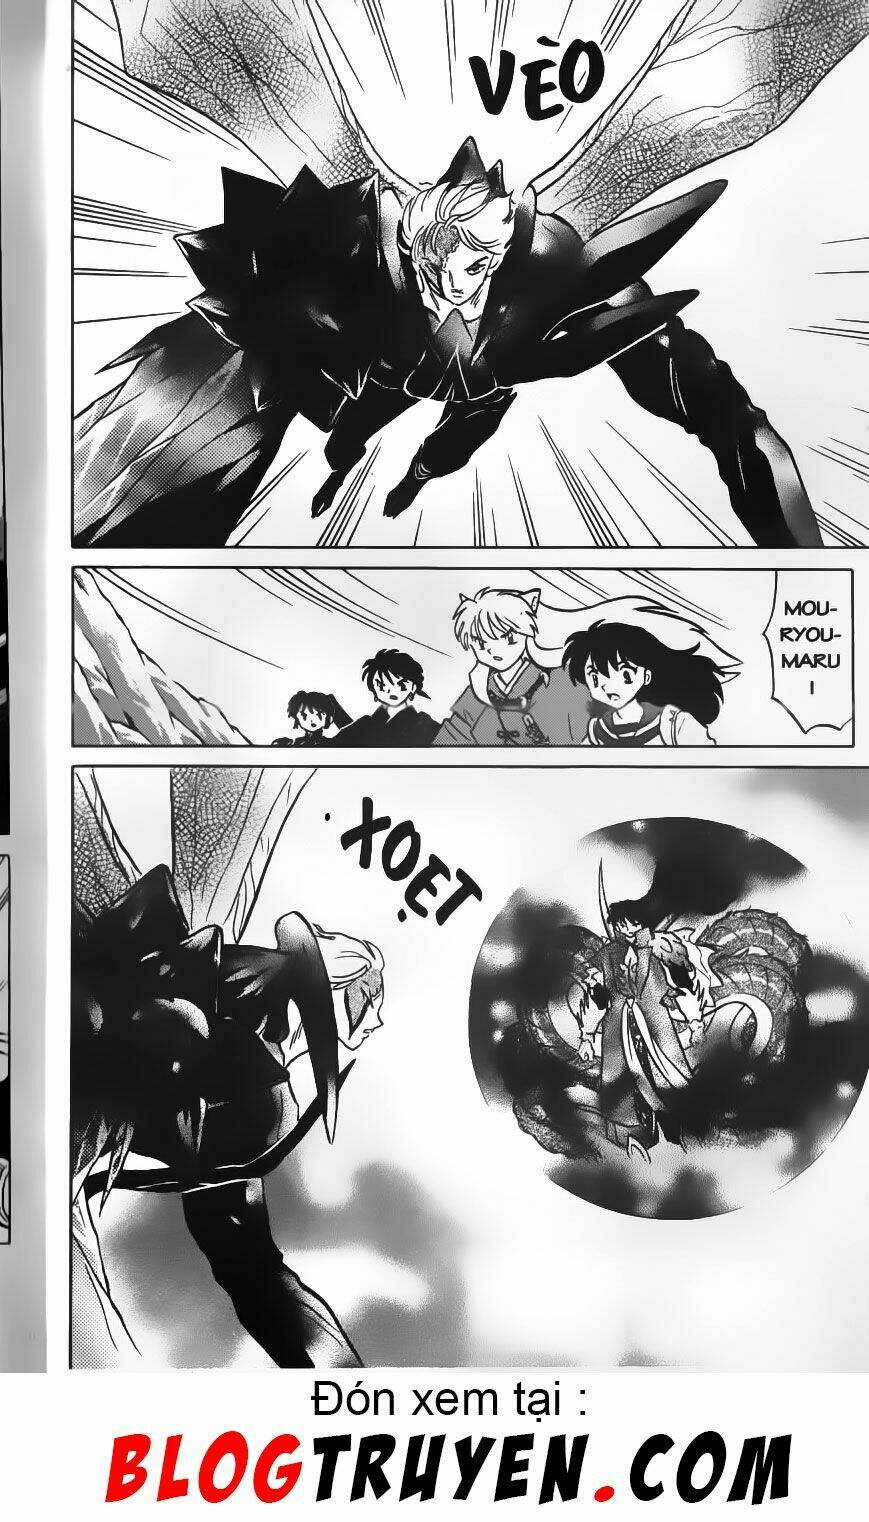 VÈO
MOU-
RYOU-
MARU
!
XOẸT
Đón xem tại :
BLOGTRUYEN.COM